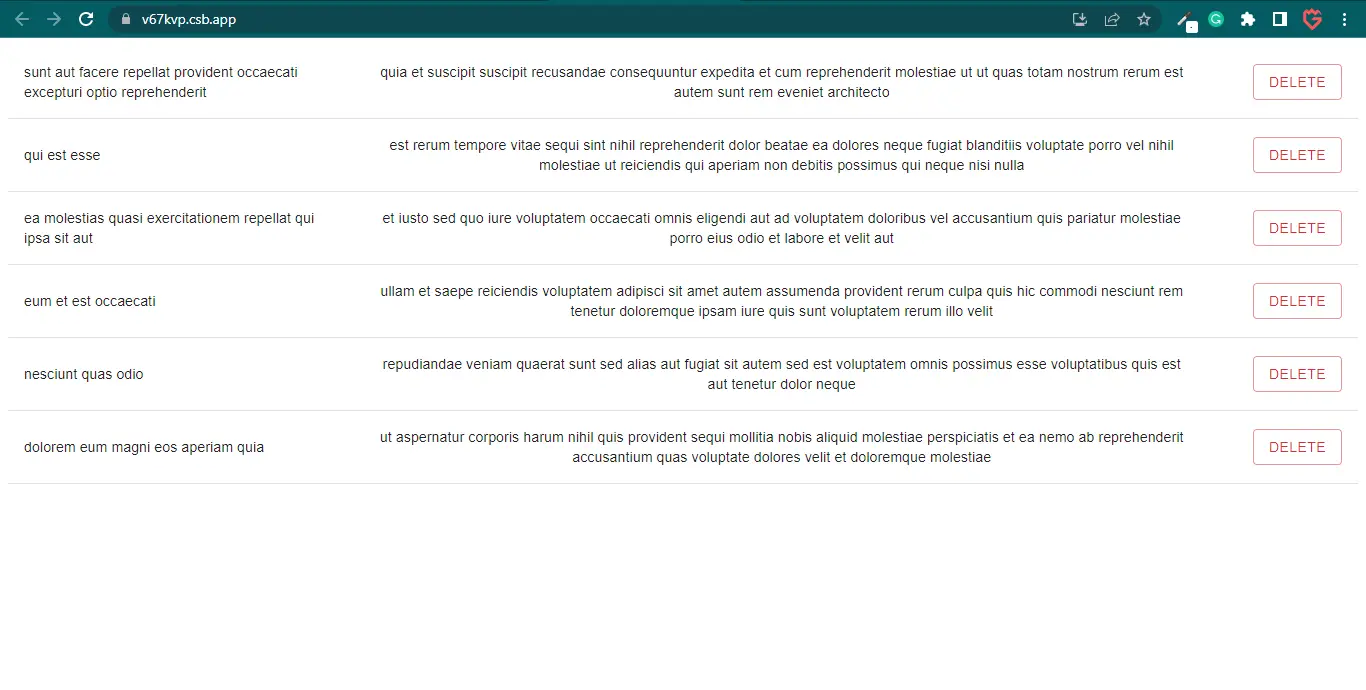 v67kvp.csb.app
sunt aut facere repellat provident occaecati
excepturi optio reprehenderit
quia et suscipit suscipit recusandae consequuntur expedita et cum reprehenderit molestiae ut ut quas totam nostrum rerum est
autem sunt rem eveniet architecto
DELETE
qui est esse
est rerum tempore vitae sequi sint nihil reprehenderit dolor beatae ea dolores neque fugiat blanditiis voluptate porro vel nihil
molestiae ut reiciendis qui aperiam non debitis possimus qui neque nisi nulla
DELETE
ea molestias quasi exercitationem repellat qui
ipsa sit aut
et iusto sed quo iure voluptatem occaecati omnis eligendi aut ad voluptatem doloribus vel accusantium quis pariatur molestiae
porro eius odio et labore et velit aut
DELETE
eum et est occaecati
ullam et saepe reiciendis voluptatem adipisci sit amet autem assumenda provident rerum culpa quis hic commodi nesciunt rem
tenetur doloremque ipsam iure quis sunt voluptatem rerum illo velit
DELETE
nesciunt quas odio
repudiandae veniam quaerat sunt sed alias aut fugiat sit autem sed est voluptatem omnis possimus esse voluptatibus quis est
aut tenetur dolor neque
DELETE
dolorem eum magni eos aperiam quia
ut aspernatur corporis harum nihil quis provident sequi mollitia nobis aliquid molestiae perspiciatis et ea nemo ab reprehenderit
accusantium quas voluptate dolores velit et doloremque molestiae
DELETE